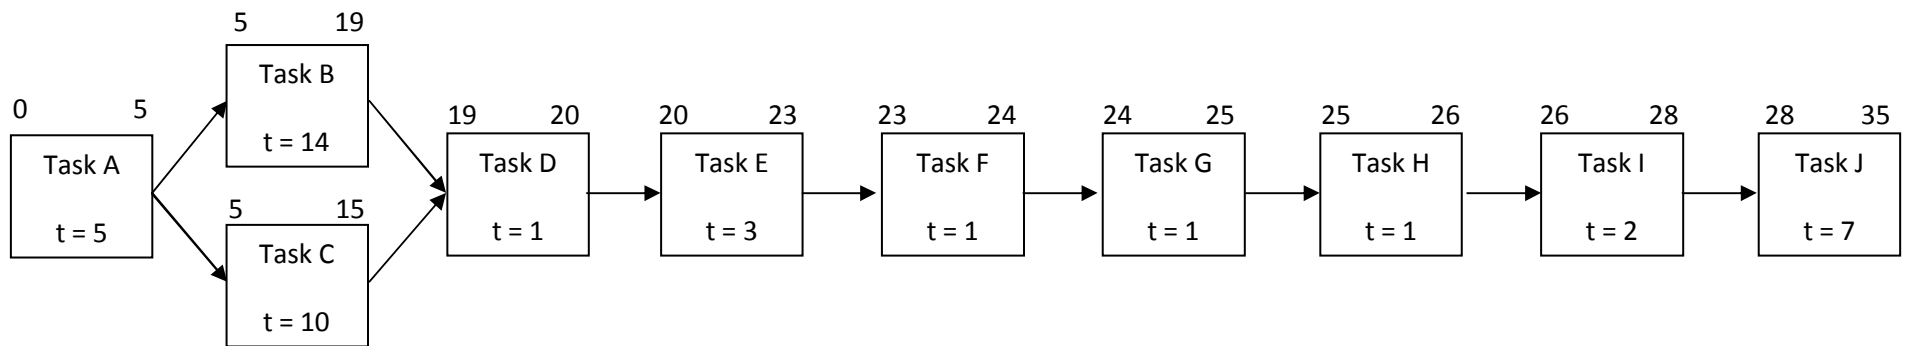 0 5
Task A
t = 5
5 19
Task B
t = 14
5 15
Task C
t = 10
19 20
Task D
t = 1
20 23
Task E
t = 3
23 24
Task F
t = 1
24 25
Task G
t = 1
25 26
Task H
t = 1
26 28
Task I
t = 2
28 35
Task J
t = 7